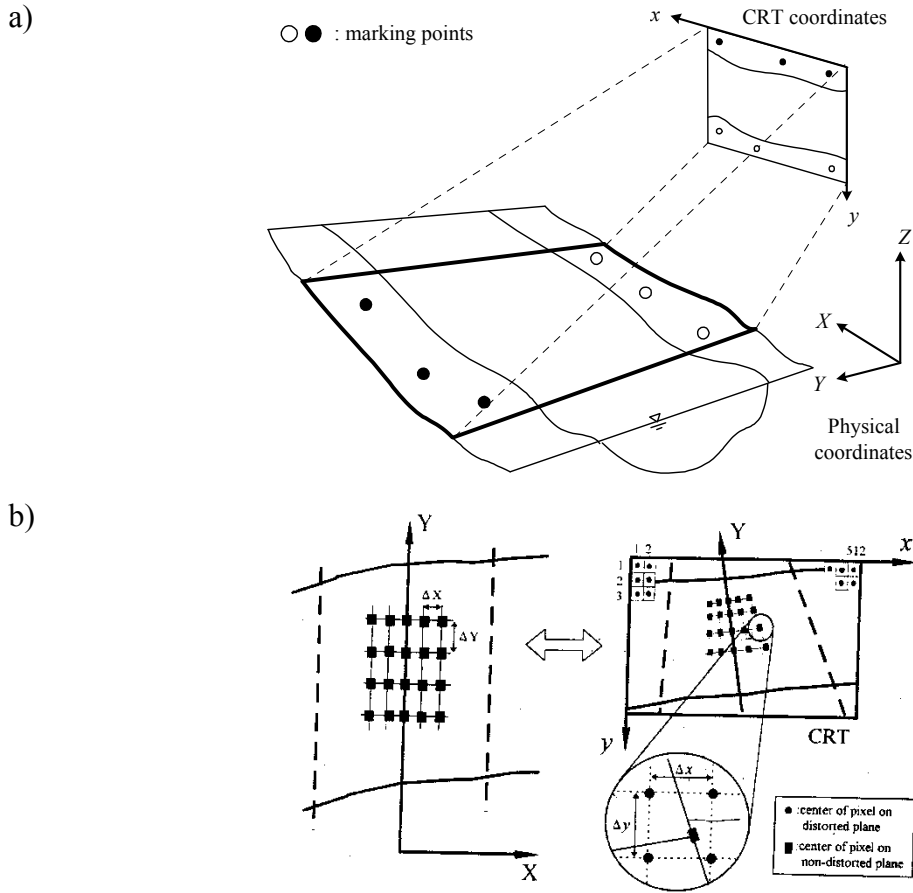 a)
: marking points
x
CRT coordinates
y
Z
X
Y
Physical
coordinates
b)
Y
ΔX
ΔY
X
Y
x
1 2
512
1
2
3
y
CRT
Δx
Δy
:center of pixel on
distorted plane
:center of pixel on
non-distorted plane